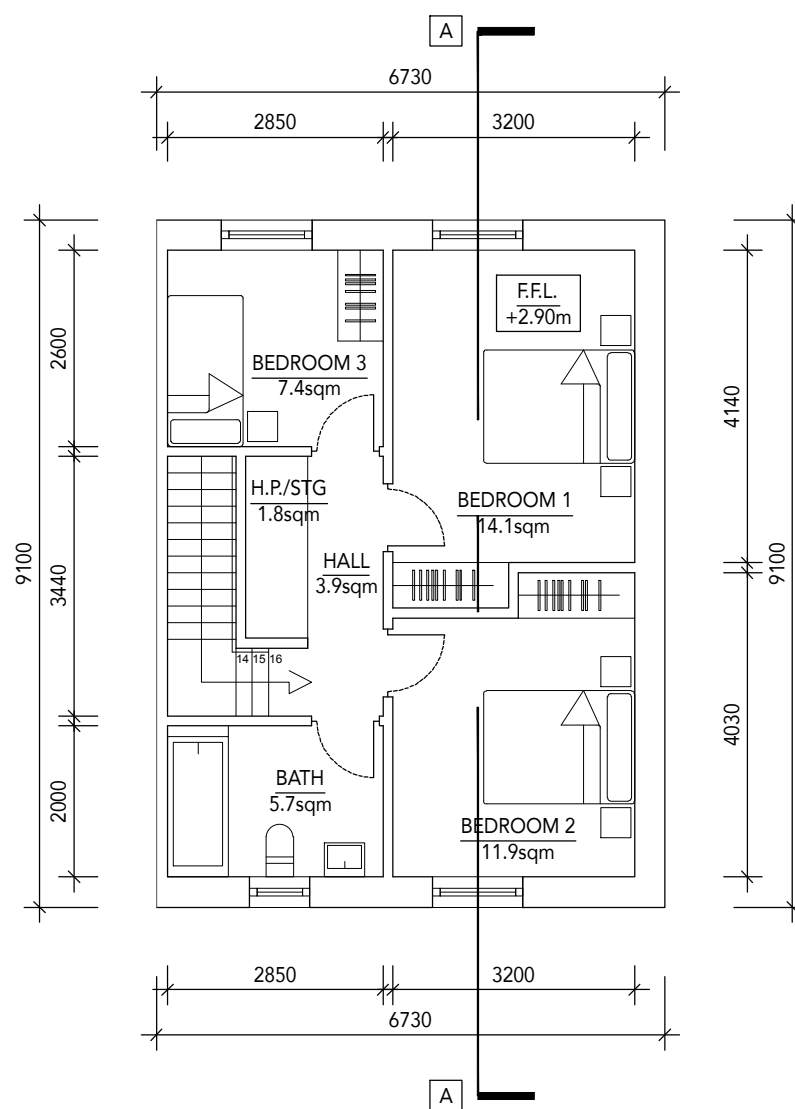 A
6730
2850
3200
9100
2600
3440
2000
F.F.L.
+2.90m
BEDROOM 3
7.4sqm
H.P./STG
1.8sqm
BEDROOM 1
14.1sqm
HALL
3.9sqm
14 15 16
BATH
5.7sqm
BEDROOM 2
11.9sqm
4140
4030
9100
2850
3200
6730
A